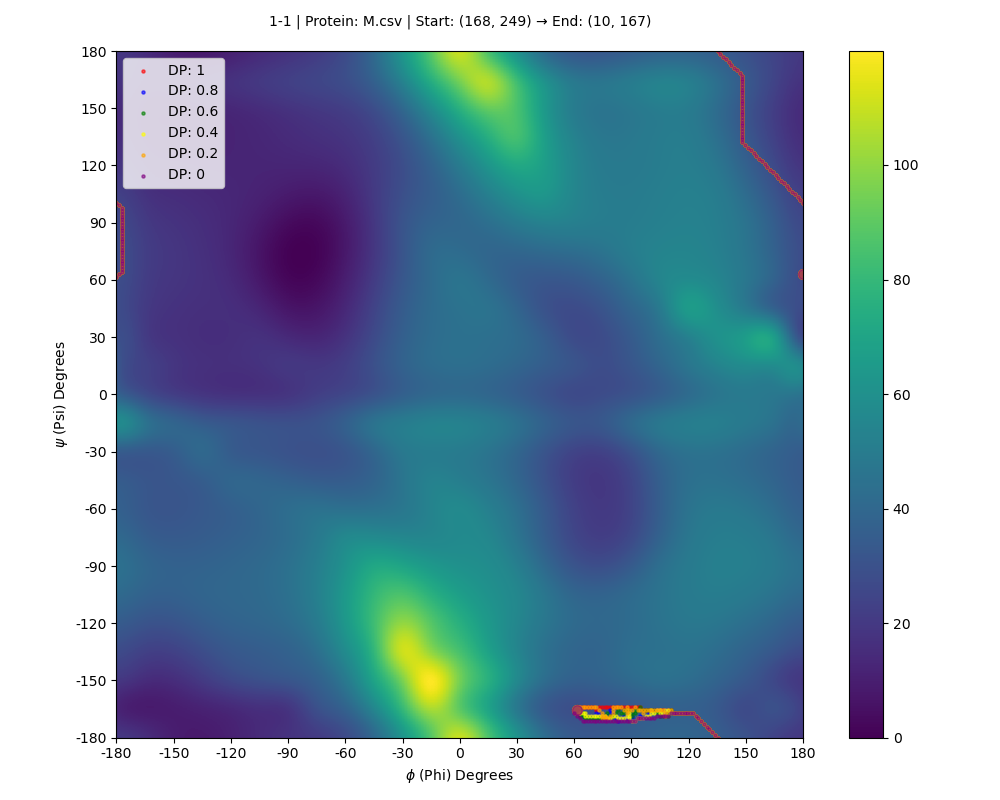 1-1 | Protein: M.csv | Start: (168, 249) → End: (10, 167)
DP: 1
DP: 0.8
DP: 0.6
DP: 0.4
DP: 0.2
DP: 0
180
150
120
90
60
30
0
-30
-60
-90
-120
-150
-180
ψ (Psi) Degrees
-180 -150 -120 -90 -60 -30 0 30 60 90 120 150 180
ϕ (Phi) Degrees
100
80
60
40
20
0